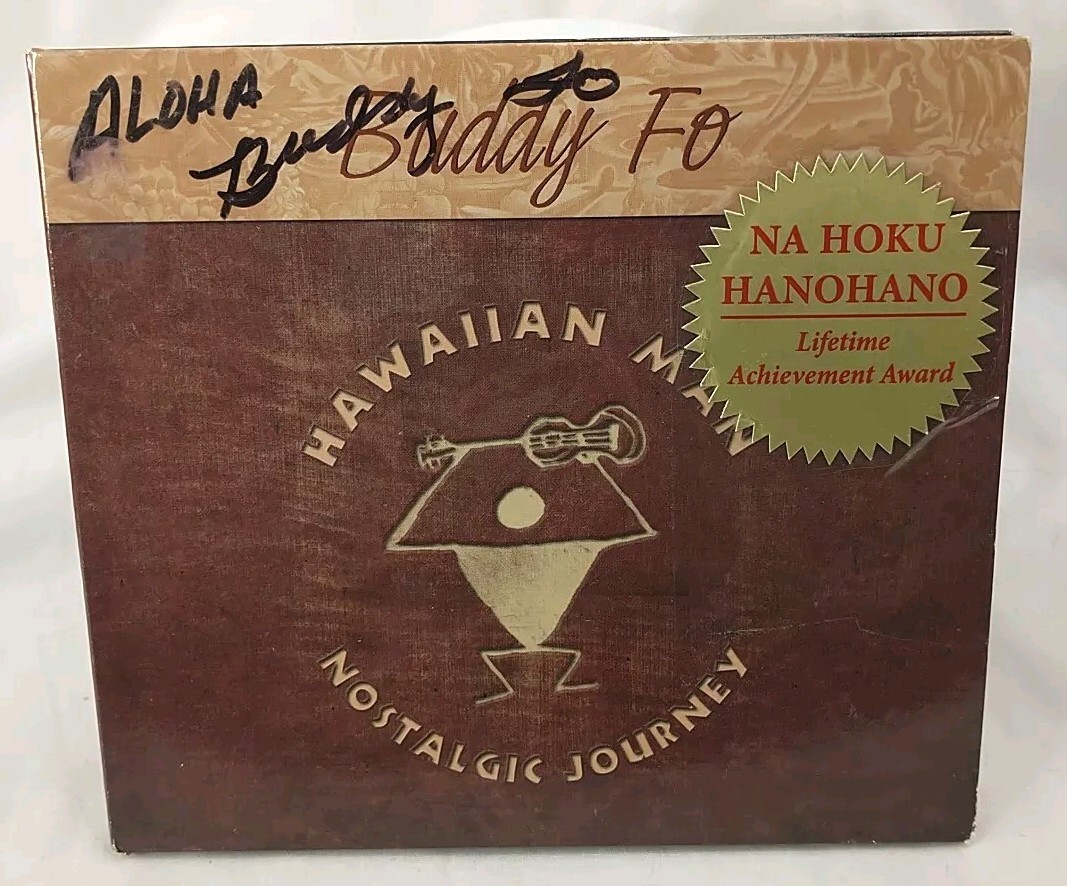 ALOHA
Buddy Fo
Buddy Fo
NA HOKU
HANOHANO
Lifetime
Achievement Award
HAWAIIAN MAN
NOSTALGIC JOURNEY